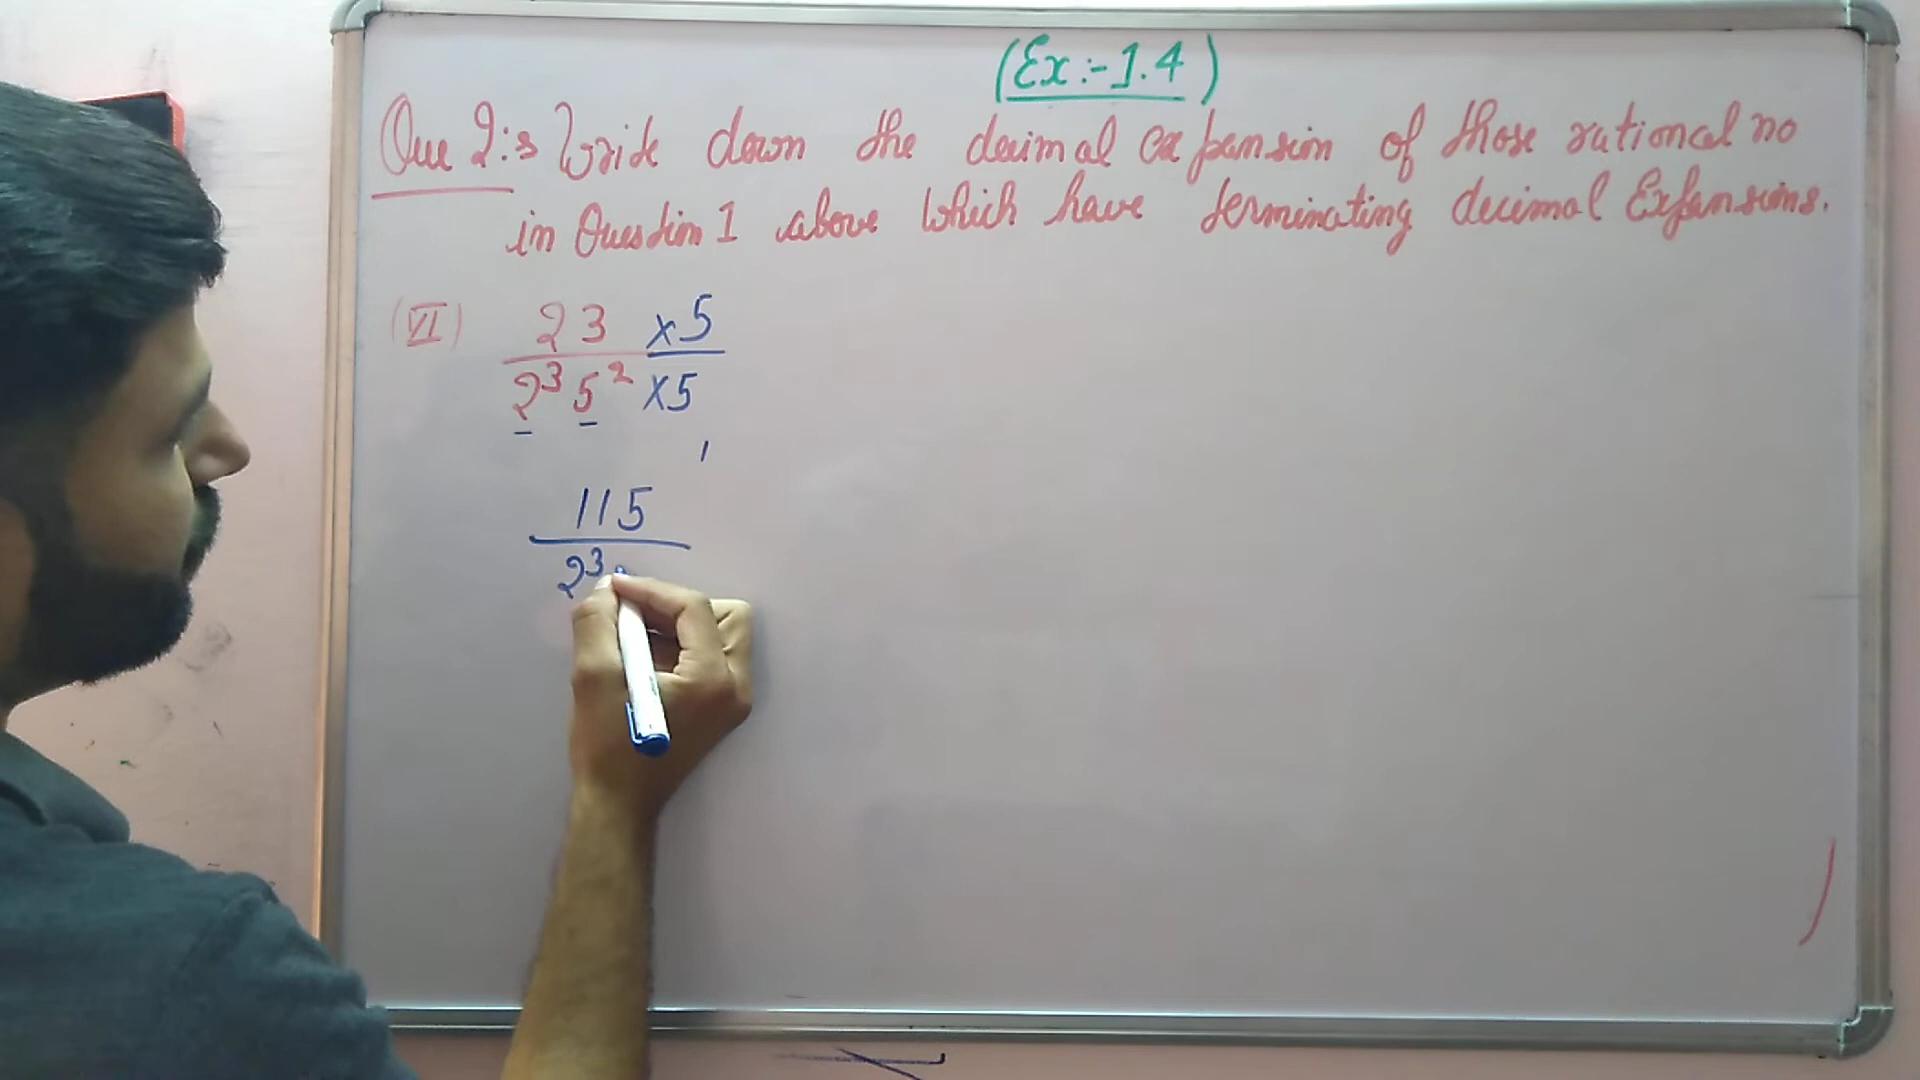 (Ex:-1.4)
Que 2:s Write down the decimal expansion of those rational no
in Question 1 above which have terminating decimal Expansions.
(VI) 23 ×5
2³ 5² ×5
115
2³